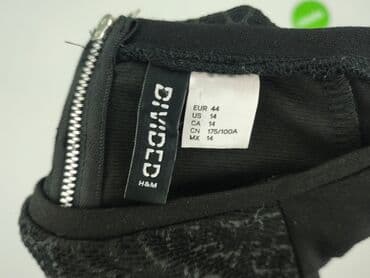 DIVIDED
H&M
EUR 44
US 14
CA 14
CN 175/100A
MX 14